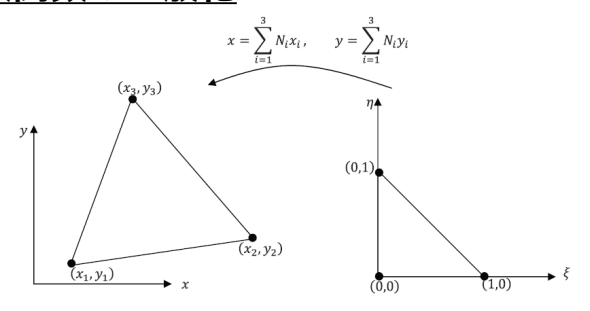 x = ∑_{i=1}^{3} N_i x_i ,  y = ∑_{i=1}^{3} N_i y_i
(x_3, y_3)
η
y
(0,1)
(x_2, y_2)
(x_1, y_1)
x
(0,0)
(1,0)
ξ